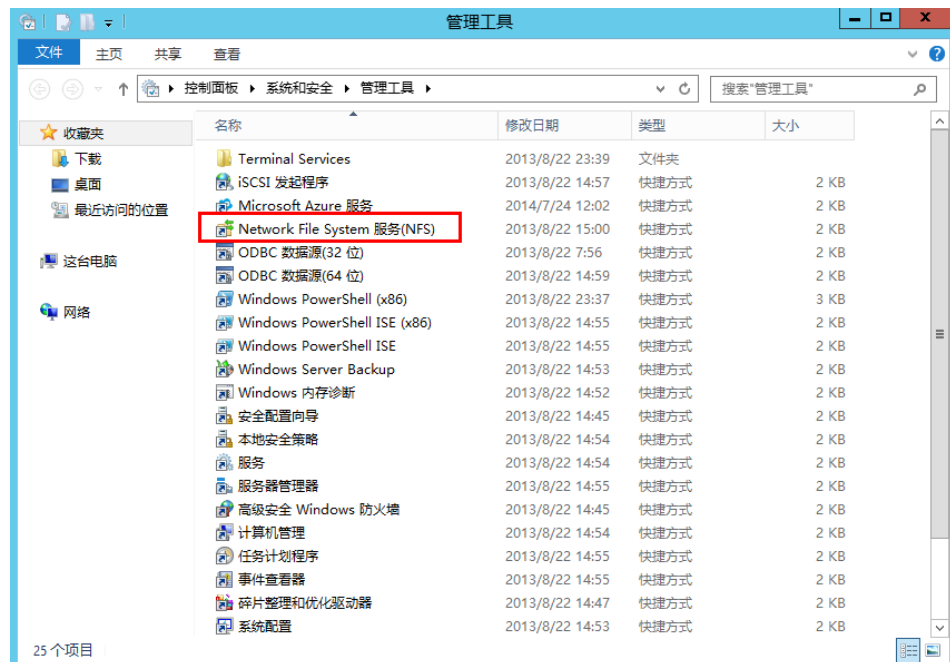 管理工具
文件 主页 共享 查看
控制面板 系统和安全 管理工具 搜索"管理工具"
名称 修改日期 类型 大小
收藏夹
下载
桌面
最近访问的位置
这台电脑
网络
Terminal Services 2013/8/22 23:39 文件夹
iSCSI 发起程序 2013/8/22 14:57 快捷方式 2 KB
Microsoft Azure 服务 2014/7/24 12:02 快捷方式 2 KB
Network File System 服务(NFS) 2013/8/22 15:00 快捷方式 2 KB
ODBC 数据源(32 位) 2013/8/22 7:56 快捷方式 2 KB
ODBC 数据源(64 位) 2013/8/22 14:59 快捷方式 2 KB
Windows PowerShell (x86) 2013/8/22 23:37 快捷方式 3 KB
Windows PowerShell ISE (x86) 2013/8/22 14:55 快捷方式 2 KB
Windows PowerShell ISE 2013/8/22 14:55 快捷方式 2 KB
Windows Server Backup 2013/8/22 14:53 快捷方式 2 KB
Windows 内存诊断 2013/8/22 14:52 快捷方式 2 KB
安全配置向导 2013/8/22 14:45 快捷方式 2 KB
本地安全策略 2013/8/22 14:54 快捷方式 2 KB
服务 2013/8/22 14:54 快捷方式 2 KB
服务器管理器 2013/8/22 14:55 快捷方式 2 KB
高级安全 Windows 防火墙 2013/8/22 14:45 快捷方式 2 KB
计算机管理 2013/8/22 14:54 快捷方式 2 KB
任务计划程序 2013/8/22 14:55 快捷方式 2 KB
事件查看器 2013/8/22 14:55 快捷方式 2 KB
碎片整理和优化驱动器 2013/8/22 14:47 快捷方式 2 KB
系统配置 2013/8/22 14:53 快捷方式 2 KB
25 个项目